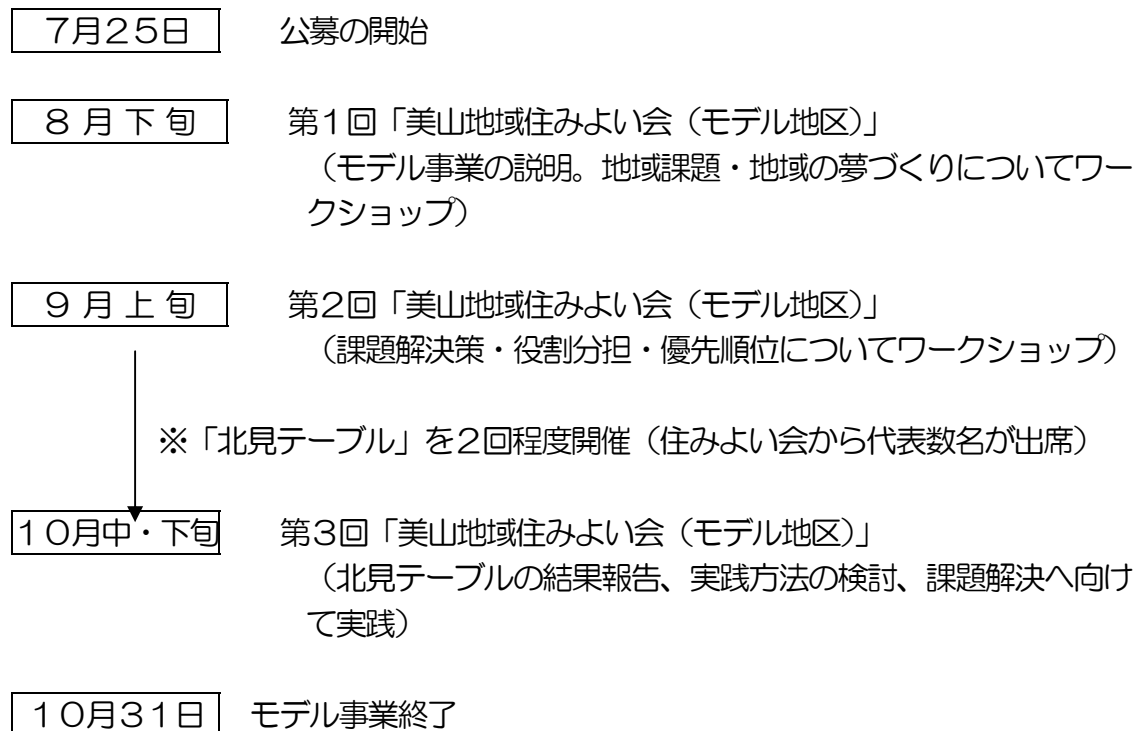 7月25日　公募の開始
8月下旬　第1回「美山地域住みよい会（モデル地区）」
（モデル事業の説明。地域課題・地域の夢づくりについてワー
クショップ）
9月上旬　第2回「美山地域住みよい会（モデル地区）」
（課題解決策・役割分担・優先順位についてワークショップ）
※「北見テーブル」を2回程度開催（住みよい会から代表数名が出席）
10月中・下旬　第3回「美山地域住みよい会（モデル地区）」
（北見テーブルの結果報告、実践方法の検討、課題解決へ向け
て実践）
10月31日　モデル事業終了